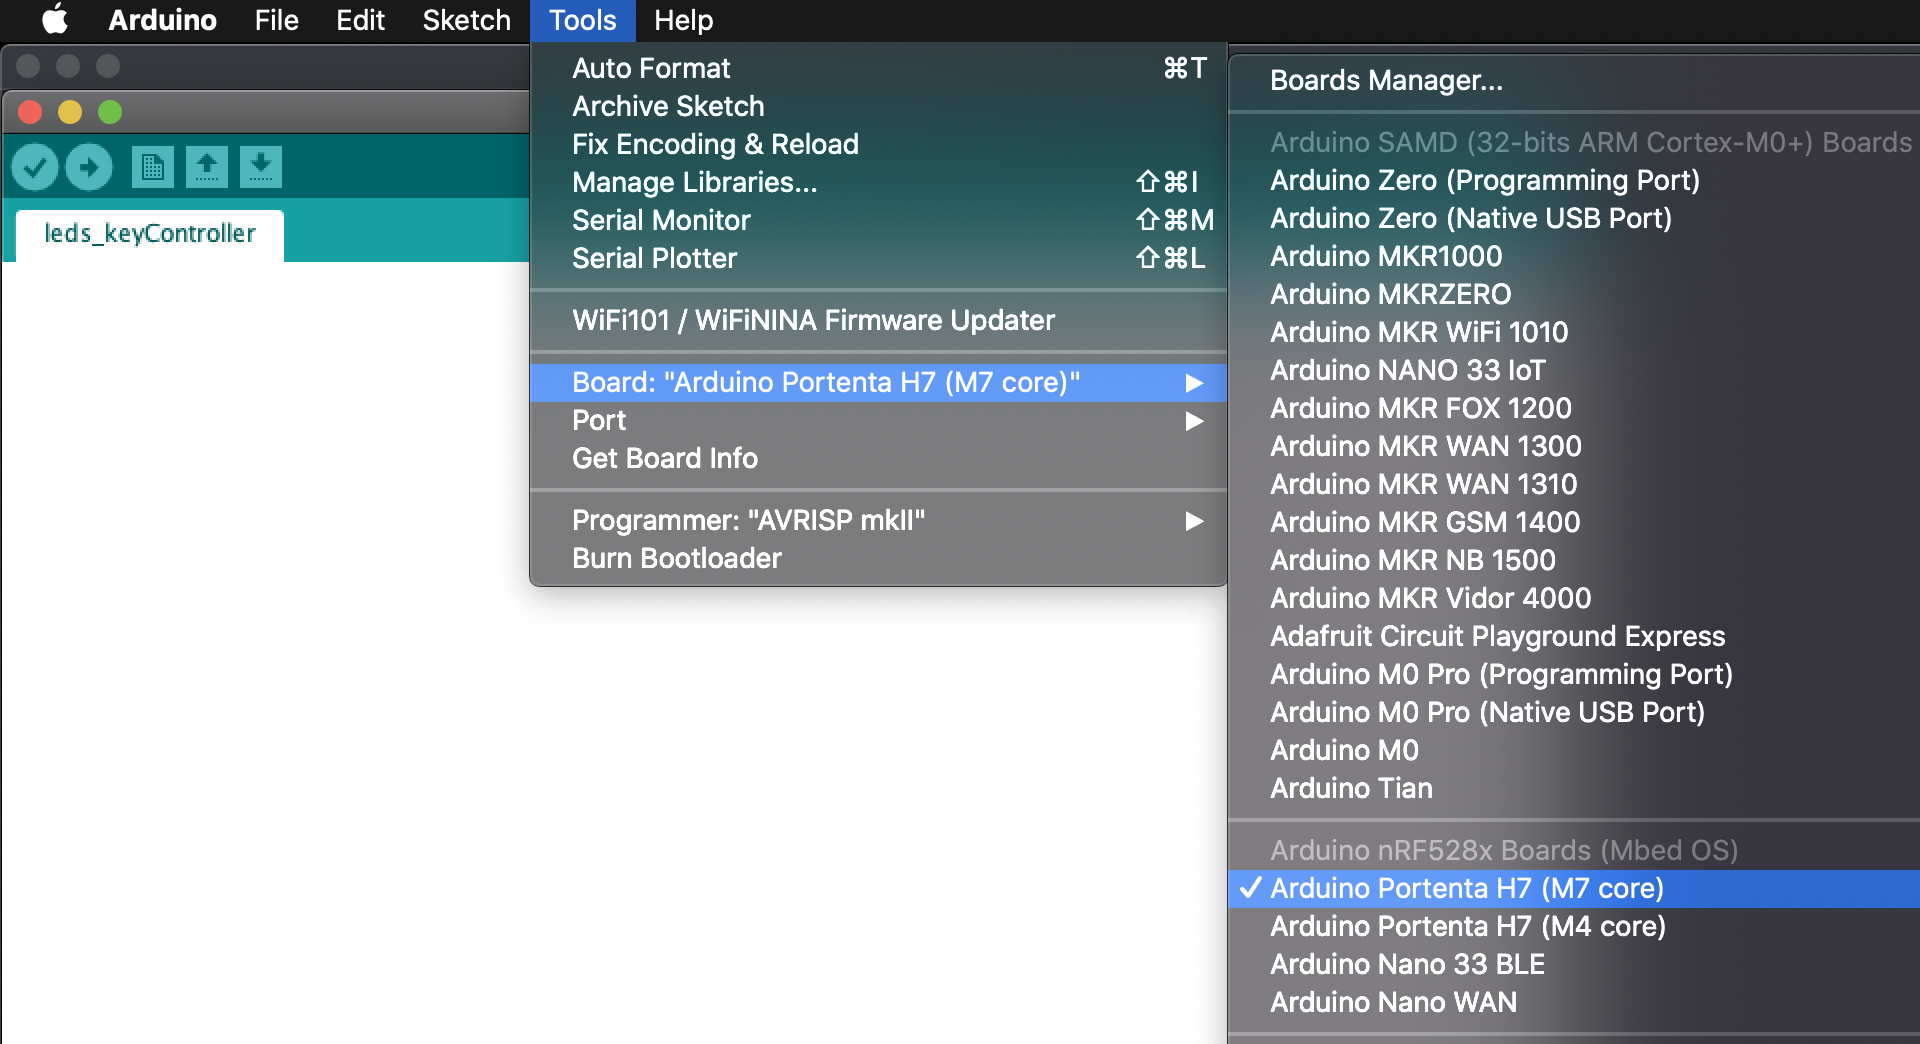 Arduino File Edit Sketch Tools Help
leds_keyController
Auto Format ⌘T
Archive Sketch
Fix Encoding & Reload
Manage Libraries... ⇧⌘I
Serial Monitor ⇧⌘M
Serial Plotter ⇧⌘L
WiFi101 / WiFiNINA Firmware Updater
Board: "Arduino Portenta H7 (M7 core)"
Port
Get Board Info
Programmer: "AVRISP mkII"
Burn Bootloader
Boards Manager...
Arduino SAMD (32-bits ARM Cortex-M0+) Boards
Arduino Zero (Programming Port)
Arduino Zero (Native USB Port)
Arduino MKR1000
Arduino MKRZERO
Arduino MKR WiFi 1010
Arduino NANO 33 IoT
Arduino MKR FOX 1200
Arduino MKR WAN 1300
Arduino MKR WAN 1310
Arduino MKR GSM 1400
Arduino MKR NB 1500
Arduino MKR Vidor 4000
Adafruit Circuit Playground Express
Arduino M0 Pro (Programming Port)
Arduino M0 Pro (Native USB Port)
Arduino M0
Arduino Tian
Arduino nRF528x Boards (Mbed OS)
✓ Arduino Portenta H7 (M7 core)
Arduino Portenta H7 (M4 core)
Arduino Nano 33 BLE
Arduino Nano WAN